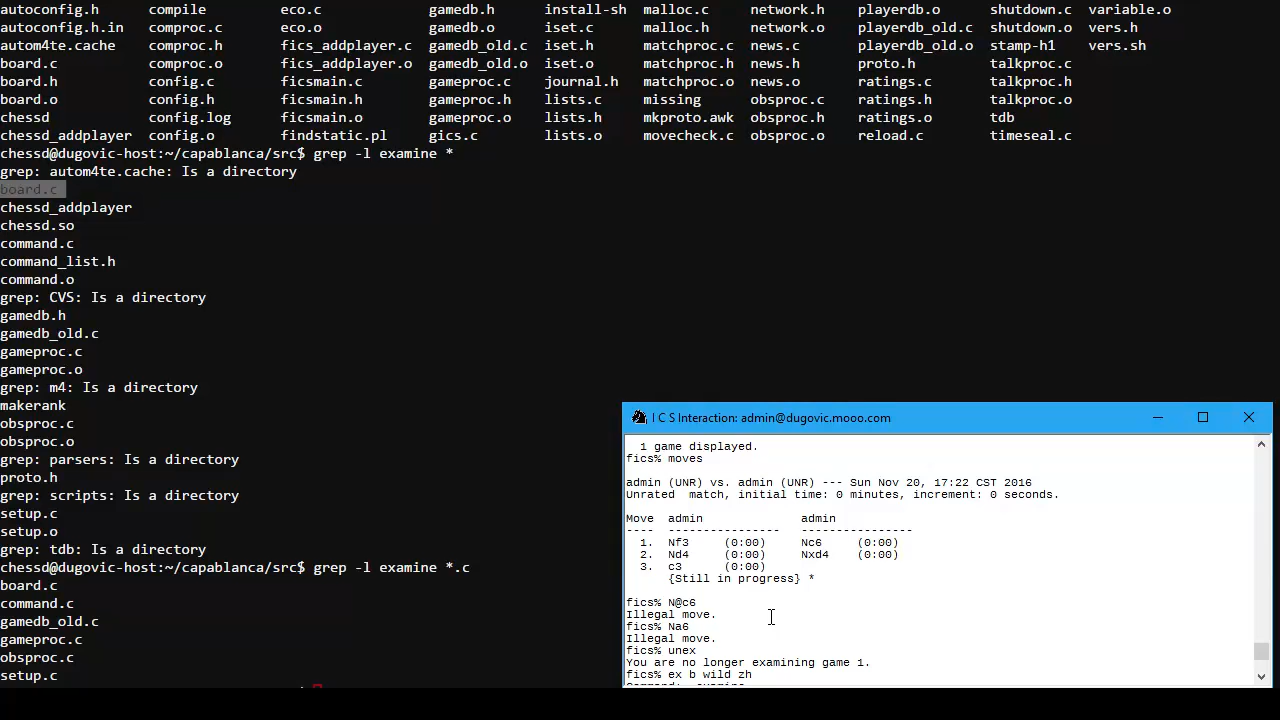 autoconfig.h compile eco.c gamedb.h install-sh malloc.c network.h playerdb.o shutdown.c variable.o
autoconfig.h.in comproc.c eco.o gamedb.o iset.c malloc.h network.o playerdb_old.c shutdown.o vers.h
autom4te.cache comproc.h fics_addplayer.c gamedb_old.c iset.h matchproc.c news.c playerdb_old.o stamp-h1 vers.sh
board.c comproc.o fics_addplayer.o gamedb_old.o iset.o matchproc.h news.h proto.h talkproc.c
board.h config.c ficsmain.c gameproc.c journal.h matchproc.o news.o ratings.c talkproc.h
board.o config.h ficsmain.h gameproc.h lists.c missing obsproc.c ratings.h talkproc.o
chessd config.log ficsmain.o gameproc.o lists.h mkproto.awk obsproc.h ratings.o tdb
chessd_addplayer config.o findstatic.pl gics.c lists.o movecheck.c obsproc.o reload.c timeseal.c
chessd@dugovic-host:~/capablanca/src$ grep -l examine *
grep: autom4te.cache: Is a directory
board.c
chessd_addplayer
chessd.so
command.c
command_list.h
command.o
grep: CVS: Is a directory
gamedb.h
gamedb_old.c
gameproc.c
gameproc.o
grep: m4: Is a directory
makerank
obsproc.c
obsproc.o
grep: parsers: Is a directory
proto.h
grep: scripts: Is a directory
setup.c
setup.o
grep: tdb: Is a directory
chessd@dugovic-host:~/capablanca/src$ grep -l examine *.c
board.c
command.c
gamedb_old.c
gameproc.c
obsproc.c
setup.c
I C S Interaction: admin@dugovic.mooo.com
1 game displayed.
fics% moves
admin (UNR) vs. admin (UNR) --- Sun Nov 20, 17:22 CST 2016
Unrated match, initial time: 0 minutes, increment: 0 seconds.
Move admin admin
---- ---------------- ----------------
1. Nf3 (0:00) Nc6 (0:00)
2. Nd4 (0:00) Nxd4 (0:00)
3. c3 (0:00)
{Still in progress} *
fics% N@c6
Illegal move.
fics% Na6
Illegal move.
fics% unex
You are no longer examining game 1.
fics% ex b wild zh